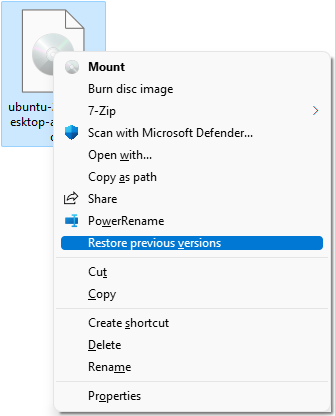 ubuntu-
esktop-a
Mount
Burn disc image
7-Zip
Scan with Microsoft Defender...
Open with...
Copy as path
Share
PowerRename
Restore previous versions
Cut
Copy
Create shortcut
Delete
Rename
Properties